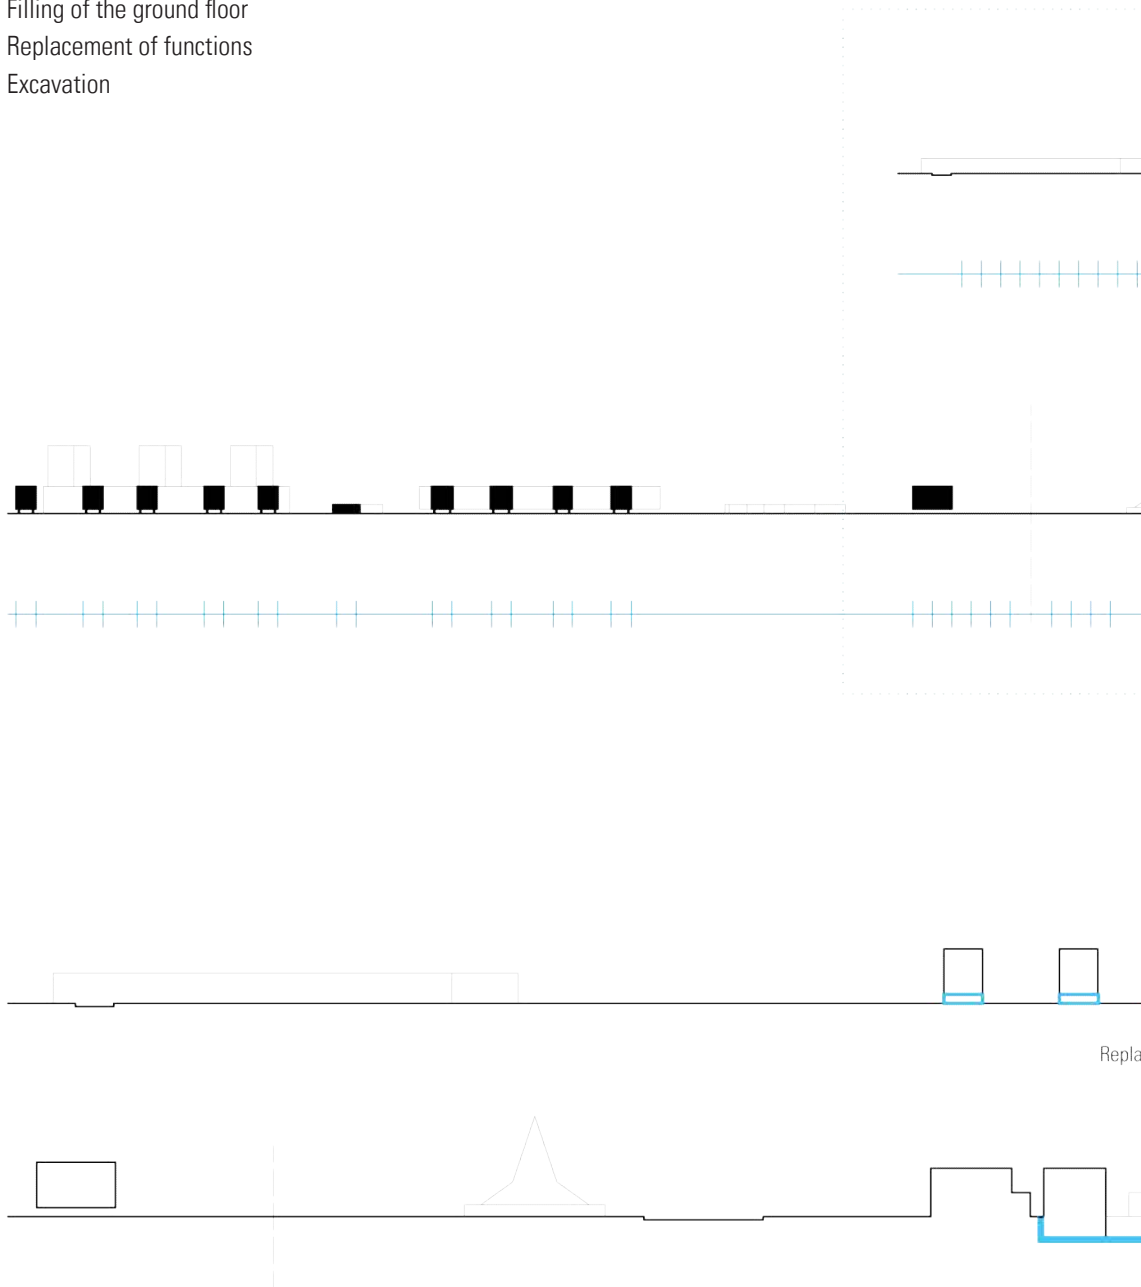 Filling of the ground floor
Replacement of functions
Excavation